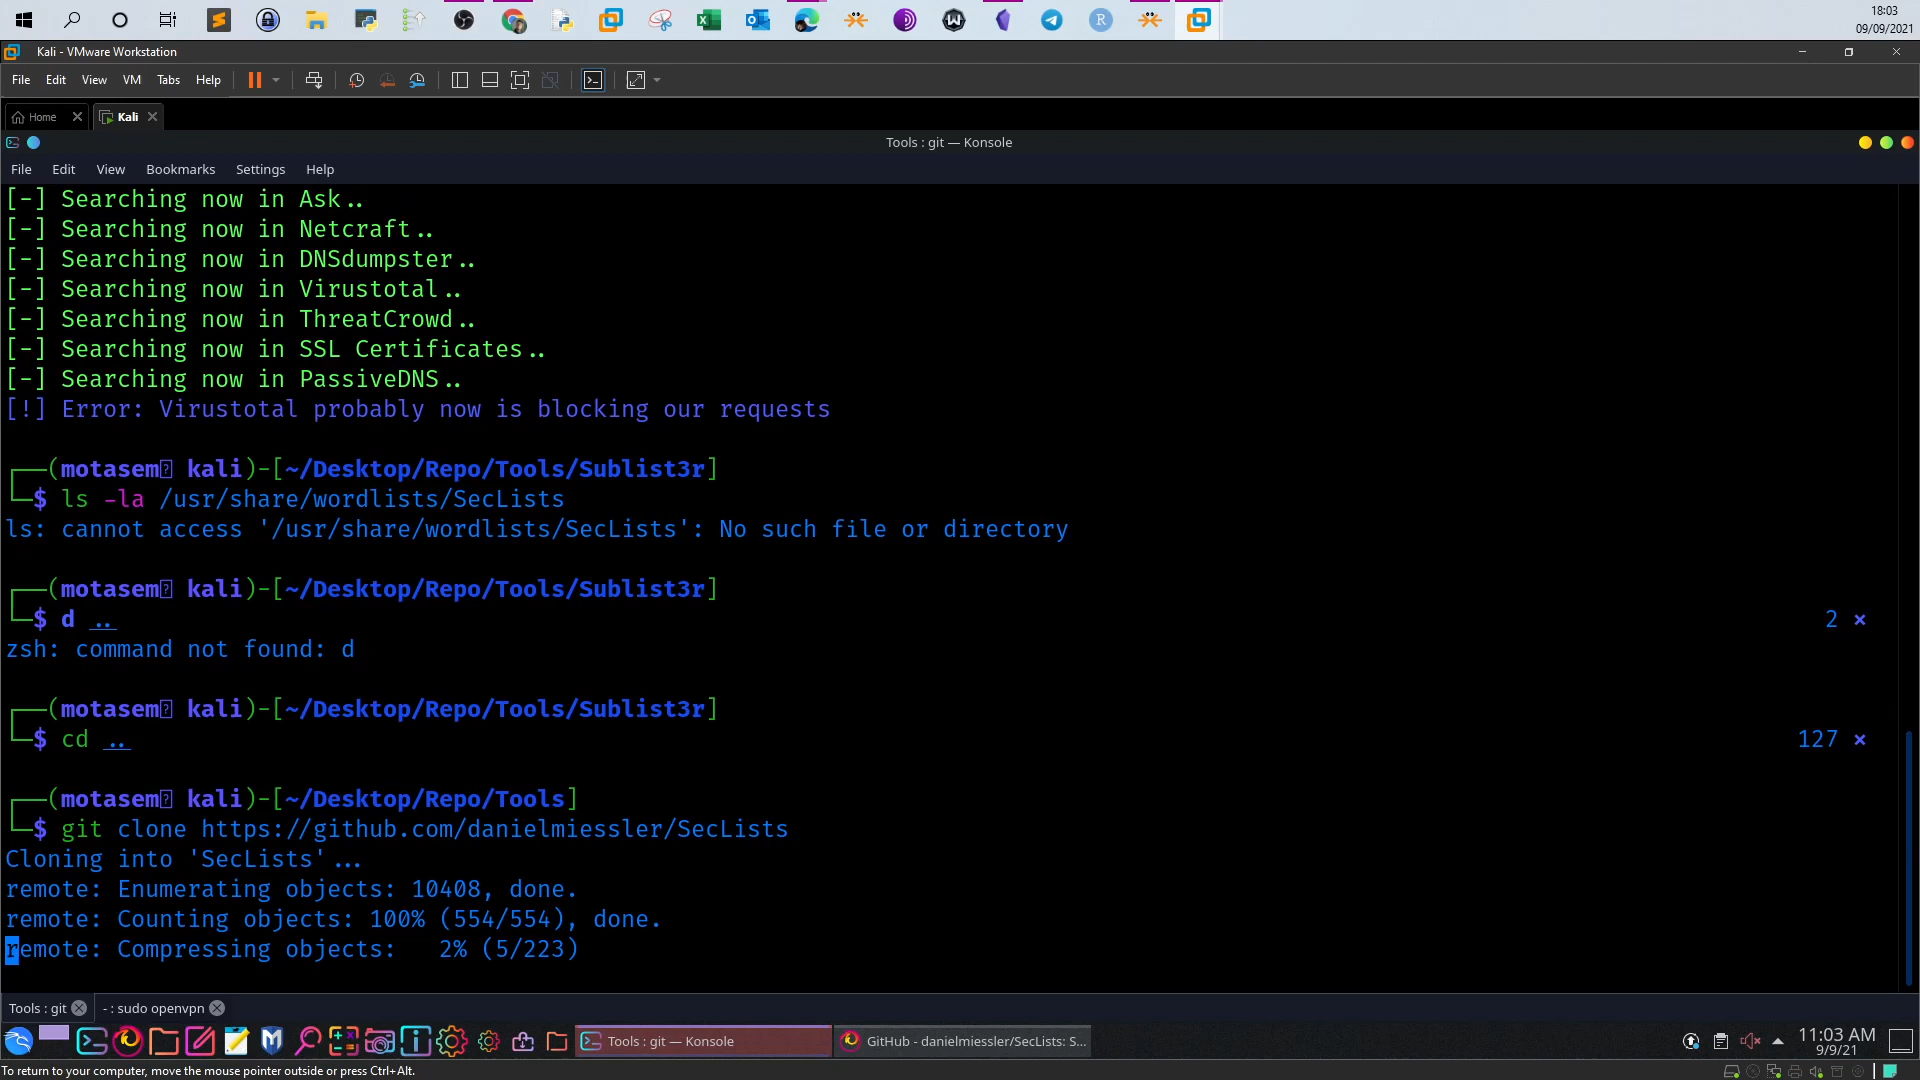 18:03
09/09/2021
Kali - VMware Workstation
File Edit View VM Tabs Help
Home Kali
Tools : git — Konsole
File Edit View Bookmarks Settings Help
[-] Searching now in Ask..
[-] Searching now in Netcraft..
[-] Searching now in DNSdumpster..
[-] Searching now in Virustotal..
[-] Searching now in ThreatCrowd..
[-] Searching now in SSL Certificates..
[-] Searching now in PassiveDNS..
[!] Error: Virustotal probably now is blocking our requests
┌──(motasem kali)-[~/Desktop/Repo/Tools/Sublist3r]
└─$ ls -la /usr/share/wordlists/SecLists
ls: cannot access '/usr/share/wordlists/SecLists': No such file or directory
┌──(motasem kali)-[~/Desktop/Repo/Tools/Sublist3r]
└─$ d .. 2 ×
zsh: command not found: d
┌──(motasem kali)-[~/Desktop/Repo/Tools/Sublist3r]
└─$ cd .. 127 ×
┌──(motasem kali)-[~/Desktop/Repo/Tools]
└─$ git clone https://github.com/danielmiessler/SecLists
Cloning into 'SecLists'...
remote: Enumerating objects: 10408, done.
remote: Counting objects: 100% (554/554), done.
remote: Compressing objects:   2% (5/223)
Tools : git - : sudo openvpn
Tools : git — Konsole GitHub - danielmiessler/SecLists: S... 11:03 AM
9/9/21
To return to your computer, move the mouse pointer outside or press Ctrl+Alt.